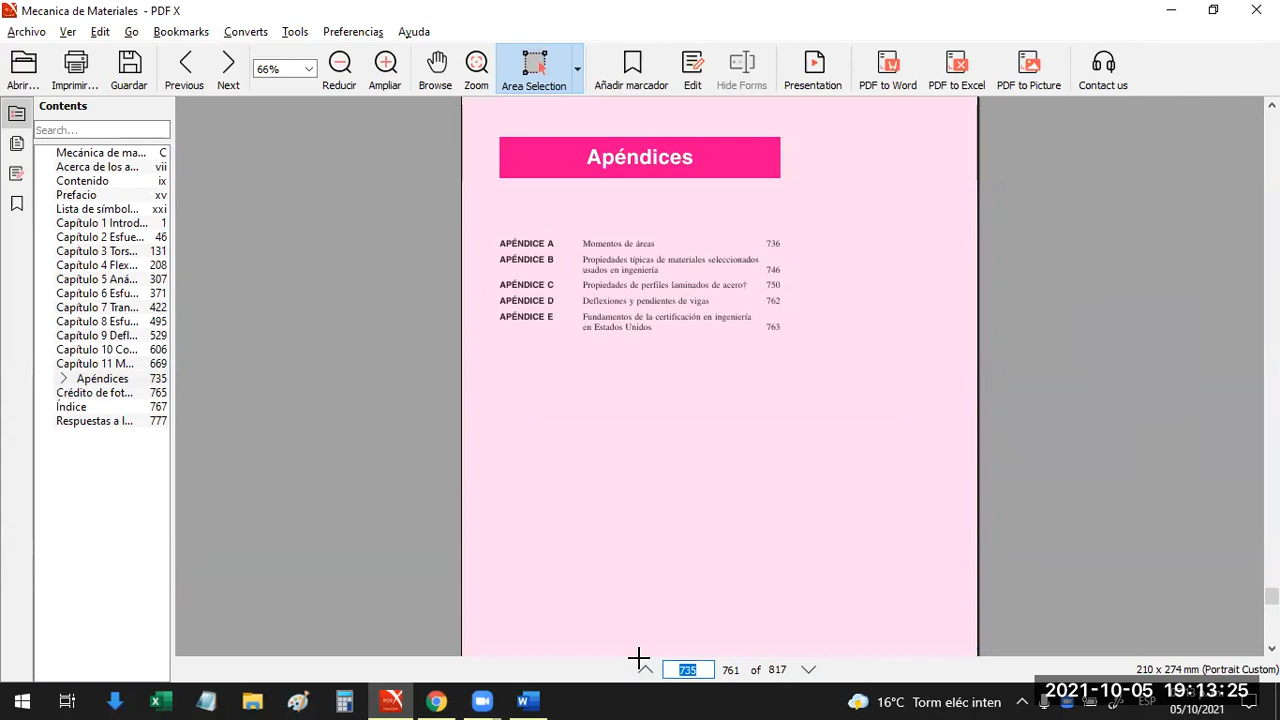 Mecanica de Materiales - PDF X
Archivo Ver Edit Go Bookmarks Converts Tools Preferencias Ayuda
Abrir... Imprimir... Guardar Previous Next 66% Reducir Ampliar Browse Zoom Area Selection Añadir marcador Edit Hide Forms Presentation PDF to Word PDF to Excel PDF to Picture Contact us
Contents
Search...
Mecánica de ma... C
Acerca de los a... vii
Contenido ix
Prefacio xv
Lista de símbol... xxi
Capítulo 1 Introd... 1
Capítulo 2 Esfue... 46
Capítulo 3 Tors... 131
Capítulo 4 Flex... 208
Capítulo 5 Aná... 307
Capítulo 6 Esfu... 371
Capítulo 7 Tran... 422
Capítulo 8 Esfu... 495
Capítulo 9 Defl... 529
Capítulo 10 Co... 606
Capítulo 11 M... 669
Apéndices 735
Crédito de fot... 765
Índice 767
Respuestas a l... 777
Apéndices
APÉNDICE A Momentos de áreas 736
APÉNDICE B Propiedades típicas de materiales seleccionados
usados en ingeniería 746
APÉNDICE C Propiedades de perfiles laminados de acero† 750
APÉNDICE D Deflexiones y pendientes de vigas 762
APÉNDICE E Fundamentos de la certificación en ingeniería
en Estados Unidos 763
735 761 of 817
210 x 274 mm (Portrait Custom)
16°C Torm eléc inten
ESP
2021-10-05 19:13:25
05/10/2021